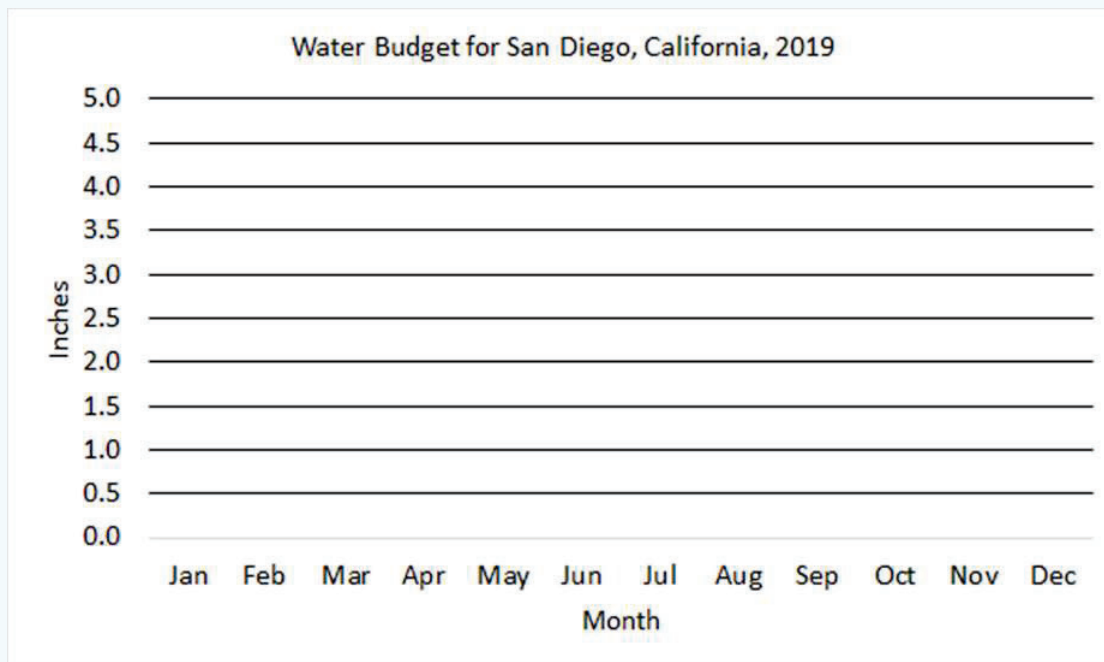 Water Budget for San Diego, California, 2019
5.0
4.5
4.0
3.5
3.0
2.5
2.0
1.5
1.0
0.5
0.0
Inches
Jan Feb Mar Apr May Jun Jul Aug Sep Oct Nov Dec
Month